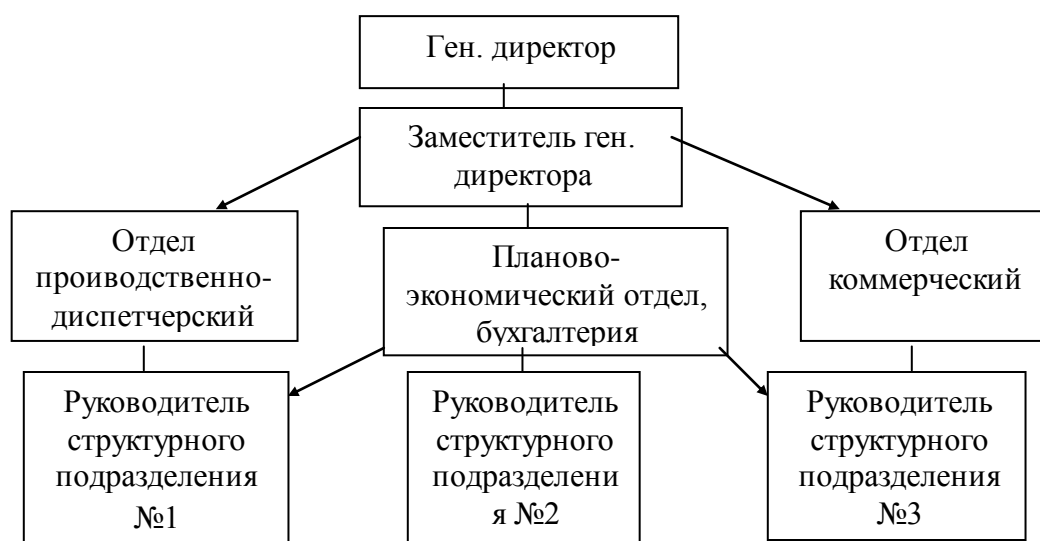 Ген. директор
Заместитель ген.
директора
Отдел
проиводственно-
диспетчерский
Планово-
экономический отдел,
бухгалтерия
Отдел
коммерческий
Руководитель
структурного
подразделения
№1
Руководитель
структурного
подразделени
я №2
Руководитель
структурного
подразделения
№3